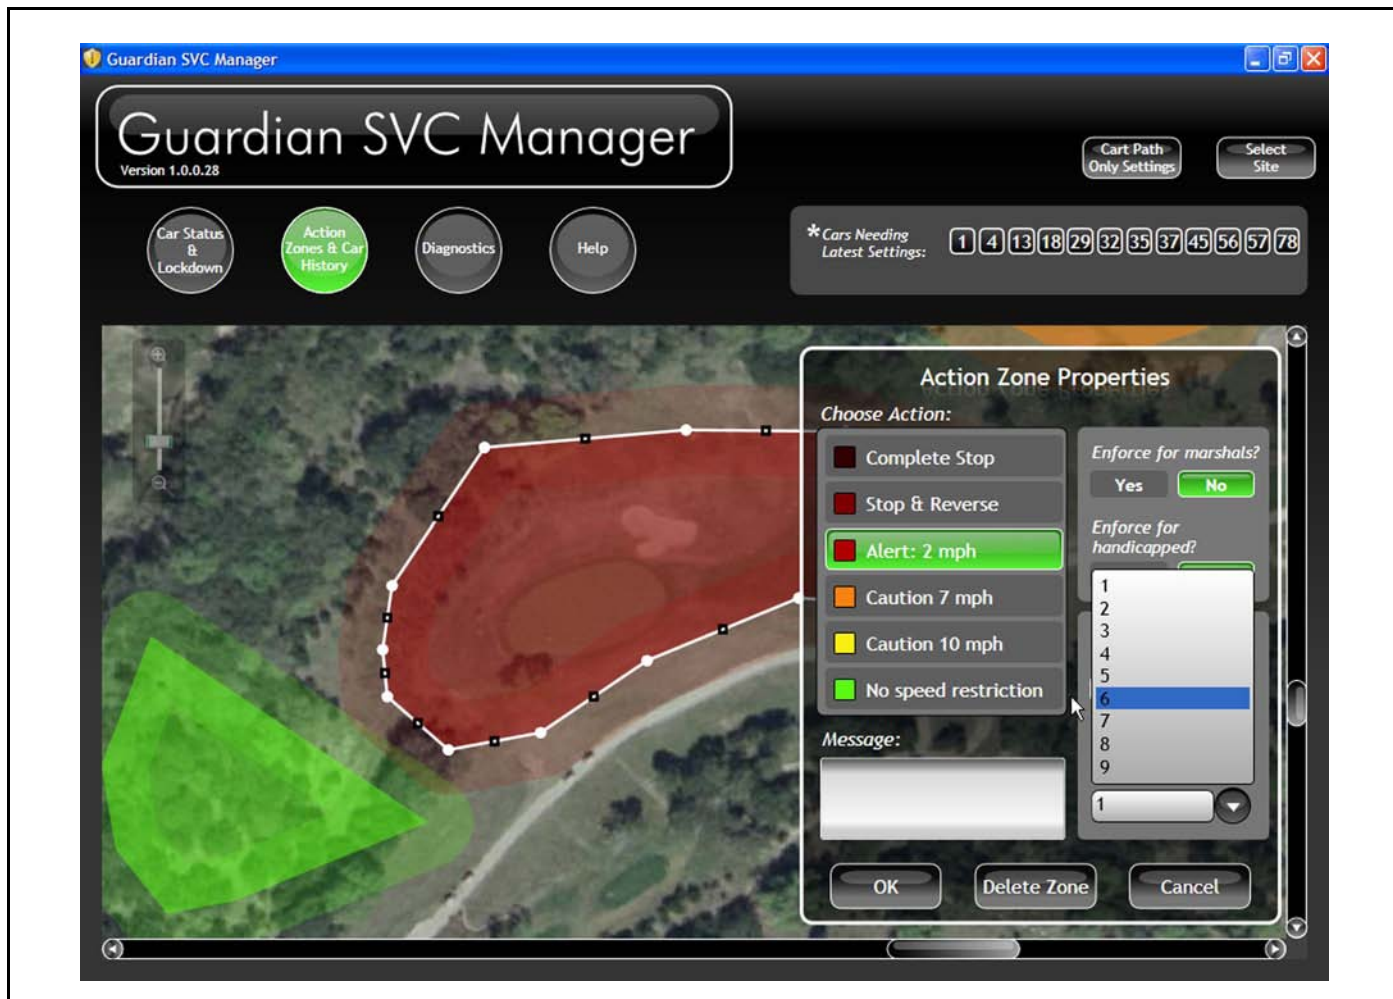 Guardian SVC Manager
Guardian SVC Manager
Version 1.0.0.28
Cart Path
Only Settings
Select
Site
Car Status
&
Lockdown
Action
Zones & Car
History
Diagnostics
Help
*Cars Needing
Latest Settings:
1 4 13 18 29 32 35 37 45 56 57 78
Action Zone Properties
Choose Action:
Complete Stop
Stop & Reverse
Alert: 2 mph
Caution 7 mph
Caution 10 mph
No speed restriction
Message:
Enforce for marshals?
Yes No
Enforce for
handicapped?
1
2
3
4
5
6
7
8
9
1
OK
Delete Zone
Cancel